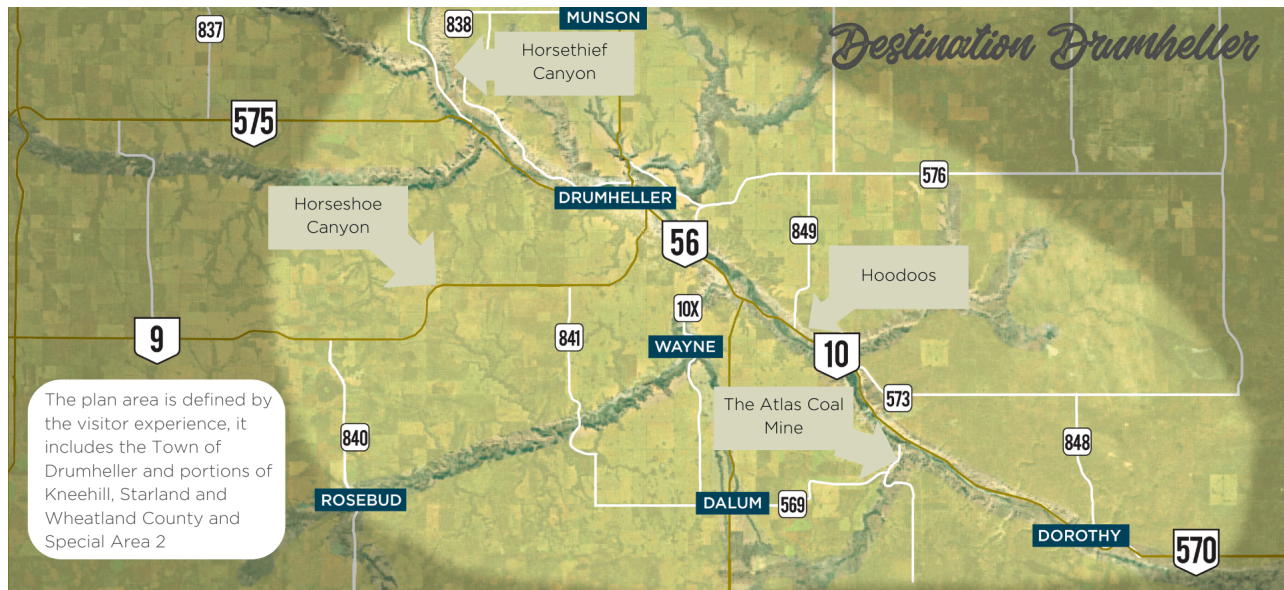 Destination Drumheller
837
838
MUNSON
Horsethief
Canyon
575
576
DRUMHELLER
Horseshoe
Canyon
56
849
Hoodoos
10X
9
841
WAYNE
10
The plan area is defined by
the visitor experience, it
includes the Town of
Drumheller and portions of
Kneehill, Starland and
Wheatland County and
Special Area 2
573
The Atlas Coal
Mine
840
848
ROSEBUD
DALUM
569
DOROTHY
570